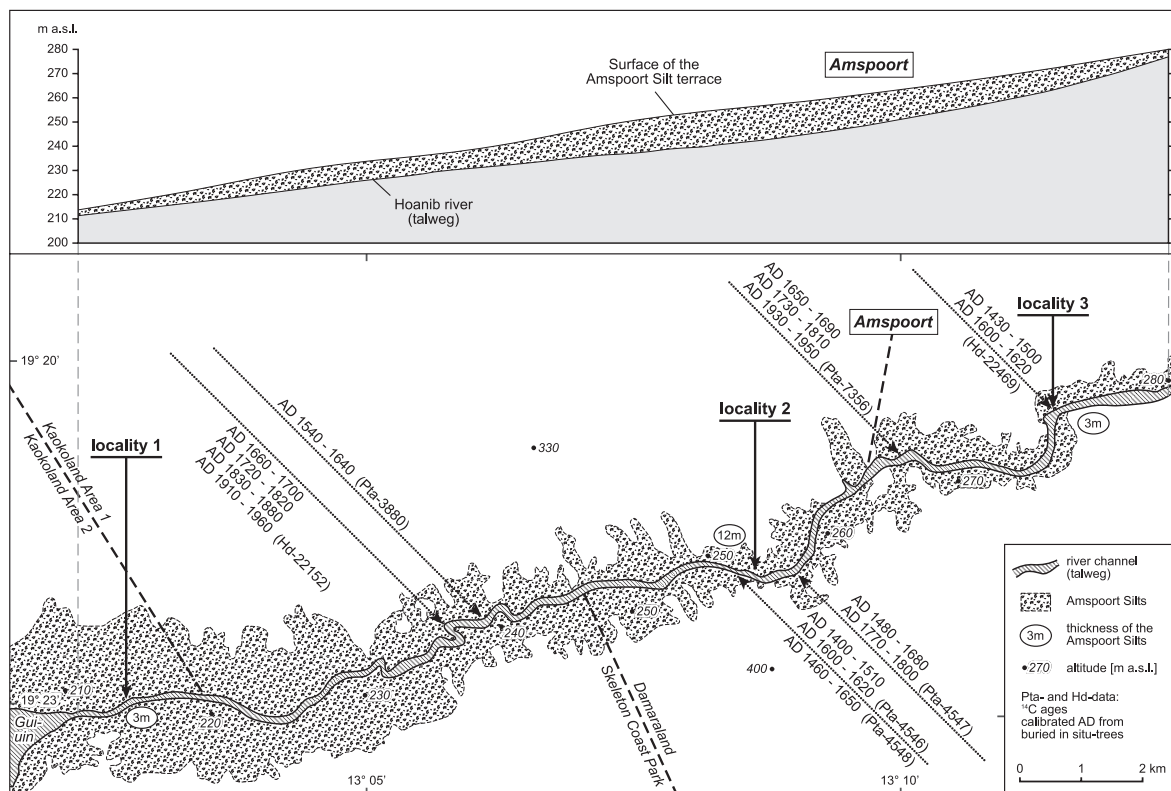 m a.s.l.
280
270
260
250
240
230
220
210
200
Surface of the
Amspoort Silt terrace
Amspoort
Hoanib river
(talweg)
19° 20'
Kaokoland Area 1
Kaokoland Area 2
locality 1
AD 1660 - 1700
AD 1720 - 1820
AD 1830 - 1880
AD 1910 - 1960 (Hd-22152)
AD 1540 - 1640 (Pta-3880)
330
AD 1650 - 1690
AD 1730 - 1810
AD 1930 - 1950 (Pta-7356)
Amspoort
AD 1430 - 1500
AD 1600 - 1620
(Hd-22469)
locality 3
280
3m
locality 2
270
260
12m
250
250
240
230
400
AD 1480 - 1680
AD 1770 - 1800 (Pta-4547)
AD 1400 - 1510
AD 1600 - 1620 (Pta-4546)
AD 1460 - 1650 (Pta-4548)
Damaraland
Skeleton Coast Park
210
19° 23'
220
3m
Gui-
uin
13° 05'
13° 10'
river channel
(talweg)
Amspoort Silts
3m
thickness of the
Amspoort Silts
270
altitude [m a.s.l.]
Pta- and Hd-data:
¹⁴C ages
calibrated AD from
buried in situ-trees
0 1 2 km